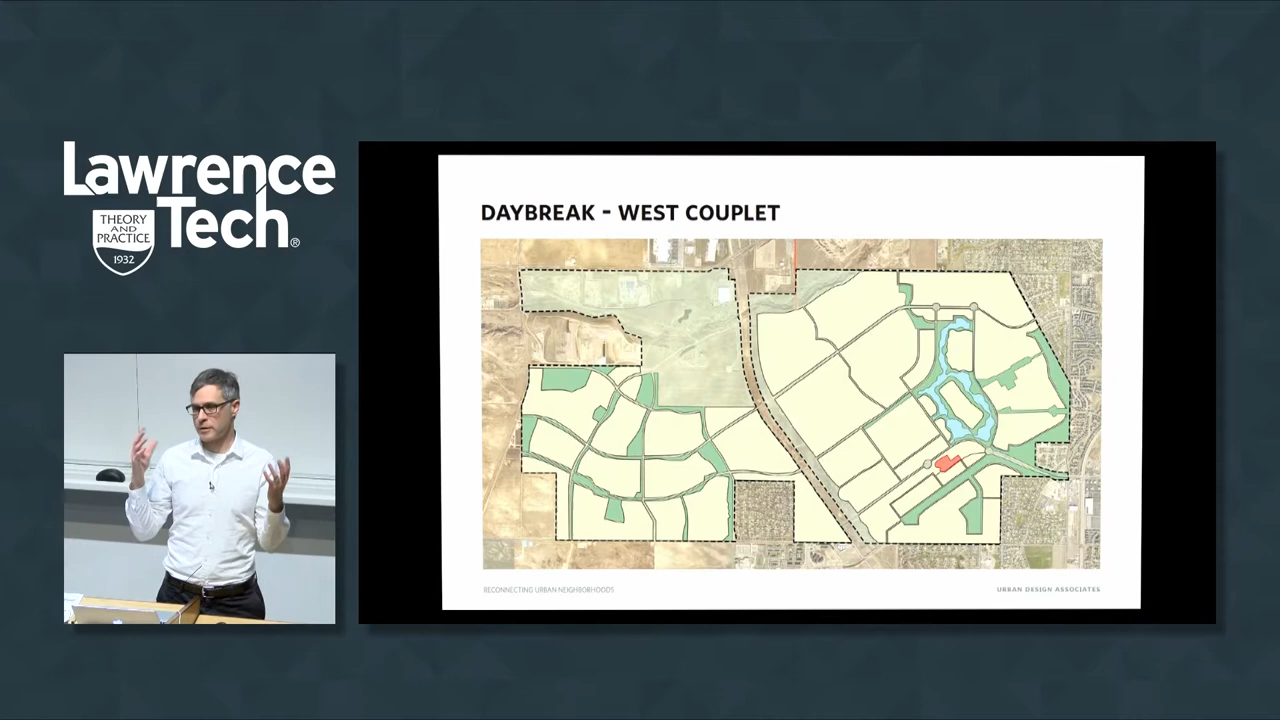 Lawrence
Tech®
THEORY
AND
PRACTICE
1932
DAYBREAK - WEST COUPLET
RECONNECTING URBAN NEIGHBORHOODS
URBAN DESIGN ASSOCIATES